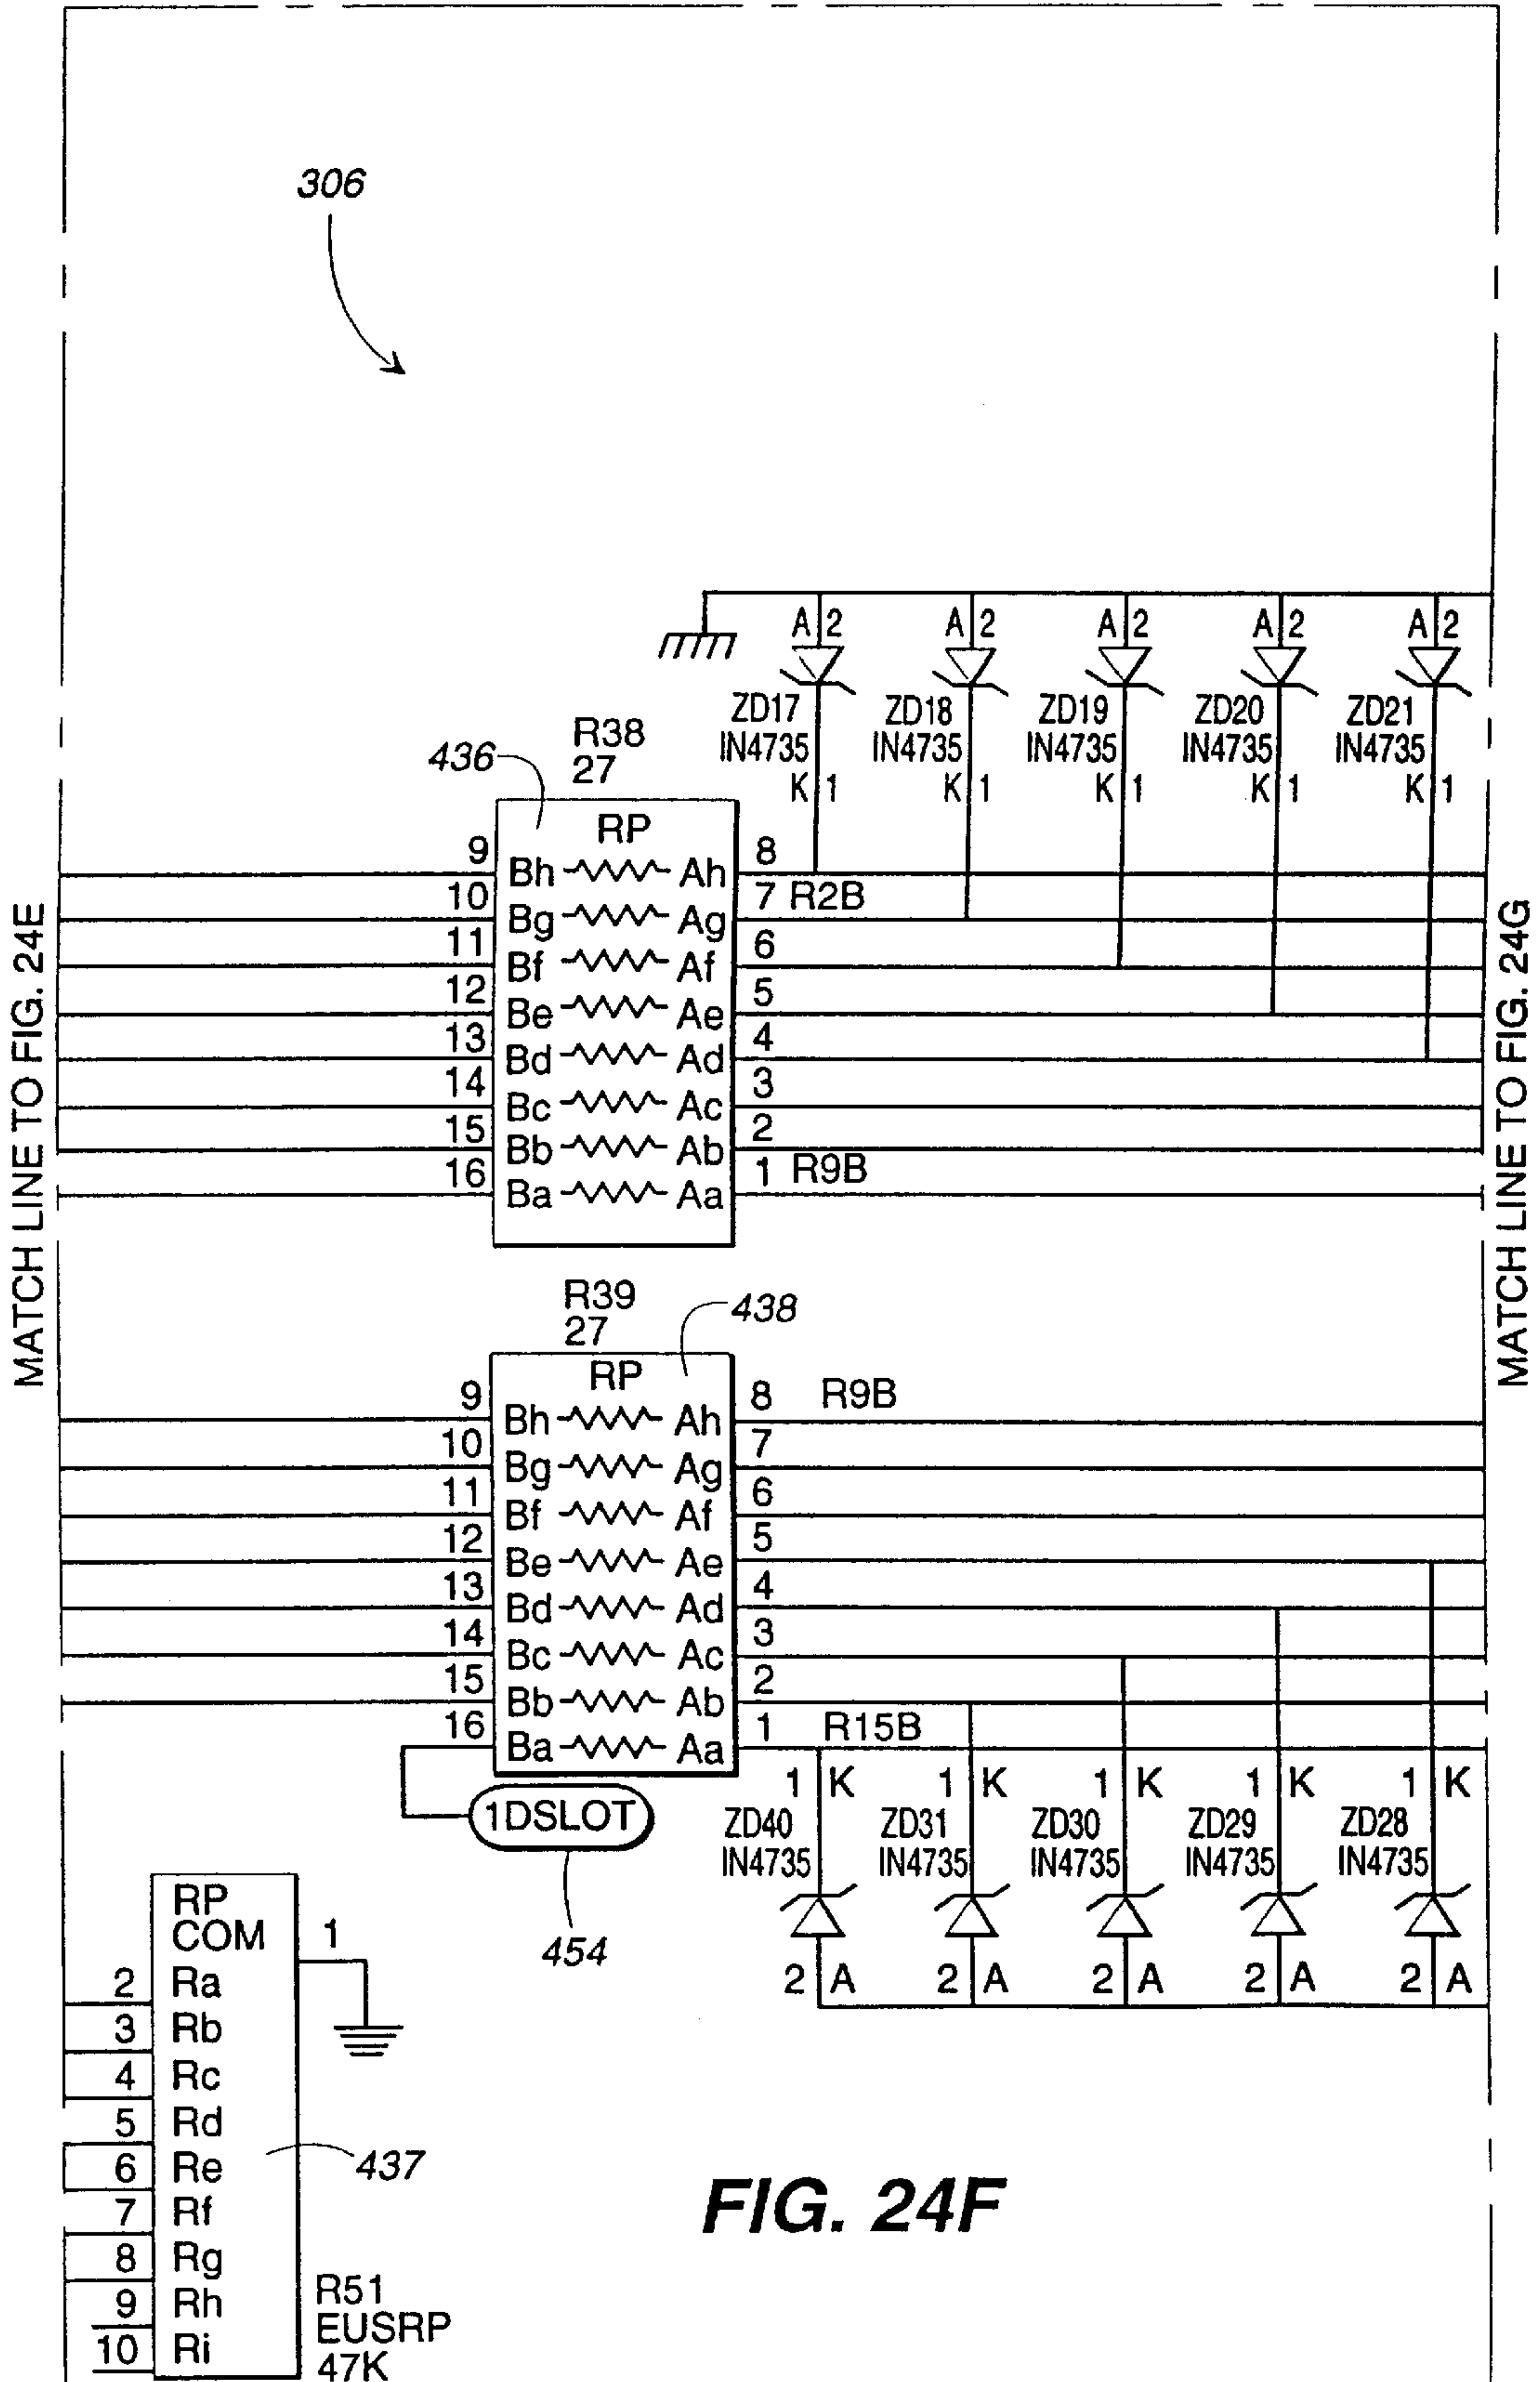 306
A 2 A 2 A 2 A 2 A 2
ZD17 ZD18 ZD19 ZD20 ZD21
IN4735 IN4735 IN4735 IN4735 IN4735
K 1 K 1 K 1 K 1 K 1
R38
27
436
RP
9 Bh Ah 8
10 Bg Ag 7 R2B
11 Bf Af 6
12 Be Ae 5
13 Bd Ad 4
14 Bc Ac 3
15 Bb Ab 2
16 Ba Aa 1 R9B
MATCH LINE TO FIG. 24E
MATCH LINE TO FIG. 24G
R39
27
438
RP
9 Bh Ah 8 R9B
10 Bg Ag 7
11 Bf Af 6
12 Be Ae 5
13 Bd Ad 4
14 Bc Ac 3
15 Bb Ab 2
16 Ba Aa 1 R15B
1DSLOT
454
1 K 1 K 1 K 1 K 1 K
ZD40 ZD31 ZD30 ZD29 ZD28
IN4735 IN4735 IN4735 IN4735 IN4735
2 A 2 A 2 A 2 A 2 A
RP
COM 1
2 Ra
3 Rb
4 Rc
5 Rd
6 Re
7 Rf
8 Rg
9 Rh
10 Ri
437
R51
EUSRP
47K
FIG. 24F